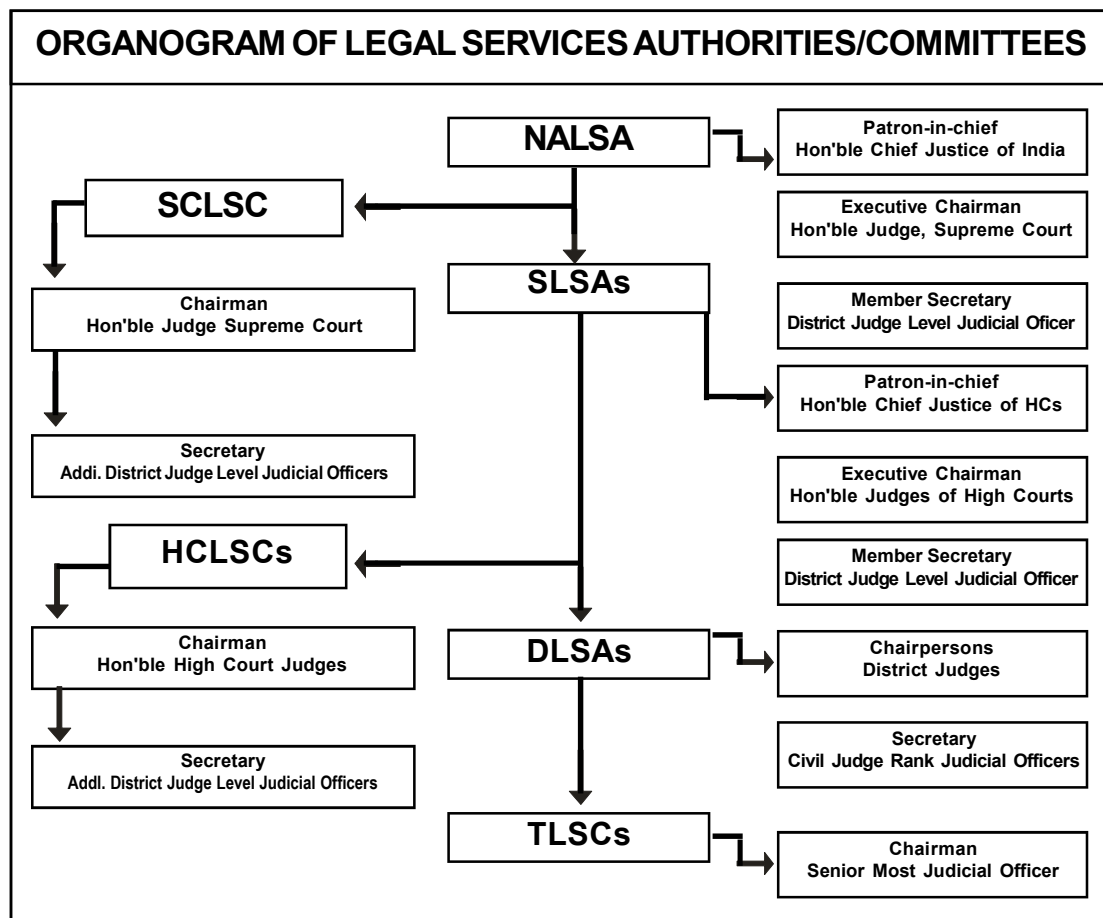 ORGANOGRAM OF LEGAL SERVICES AUTHORITIES/COMMITTEES
NALSA
Patron-in-chief
Hon'ble Chief Justice of India
SCLSC
Executive Chairman
Hon'ble Judge, Supreme Court
SLSAs
Chairman
Hon'ble Judge Supreme Court
Member Secretary
District Judge Level Judicial Oficer
Patron-in-chief
Hon'ble Chief Justice of HCs
Secretary
Addi. District Judge Level Judicial Officers
Executive Chairman
Hon'ble Judges of High Courts
HCLSCs
Member Secretary
District Judge Level Judicial Officer
Chairman
Hon'ble High Court Judges
DLSAs
Chairpersons
District Judges
Secretary
Addl. District Judge Level Judicial Officers
Secretary
Civil Judge Rank Judicial Officers
TLSCs
Chairman
Senior Most Judicial Officer